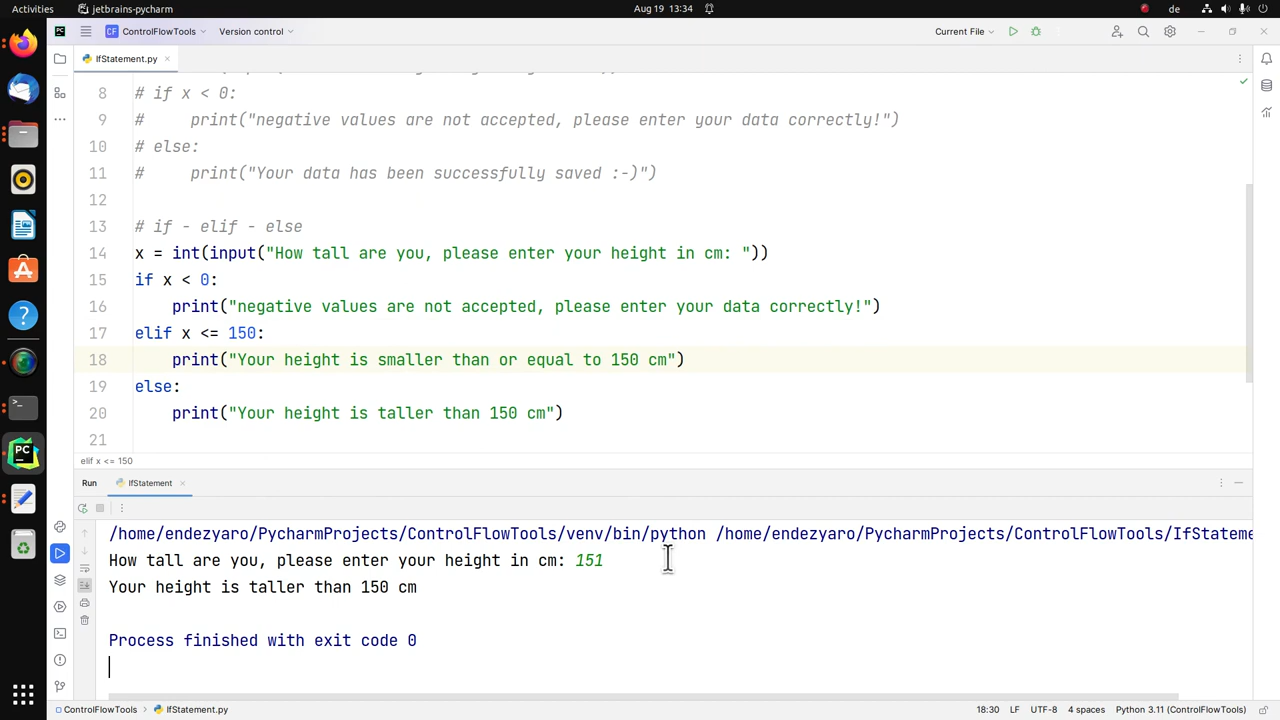 Activities
jetbrains-pycharm
Aug 19 13:34
de
CF ControlFlowTools
Version control
Current File
IfStatement.py
8 # if x < 0:
9 #     print("negative values are not accepted, please enter your data correctly!")
10 # else:
11 #     print("Your data has been successfully saved :-)")
12
13 # if - elif - else
14 x = int(input("How tall are you, please enter your height in cm: "))
15 if x < 0:
16     print("negative values are not accepted, please enter your data correctly!")
17 elif x <= 150:
18     print("Your height is smaller than or equal to 150 cm")
19 else:
20     print("Your height is taller than 150 cm")
21
elif x <= 150
Run
IfStatement
/home/endezyaro/PycharmProjects/ControlFlowTools/venv/bin/python /home/endezyaro/PycharmProjects/ControlFlowTools/IfStateme
How tall are you, please enter your height in cm: 151
Your height is taller than 150 cm
Process finished with exit code 0
ControlFlowTools > IfStatement.py
18:30 LF UTF-8 4 spaces Python 3.11 (ControlFlowTools)